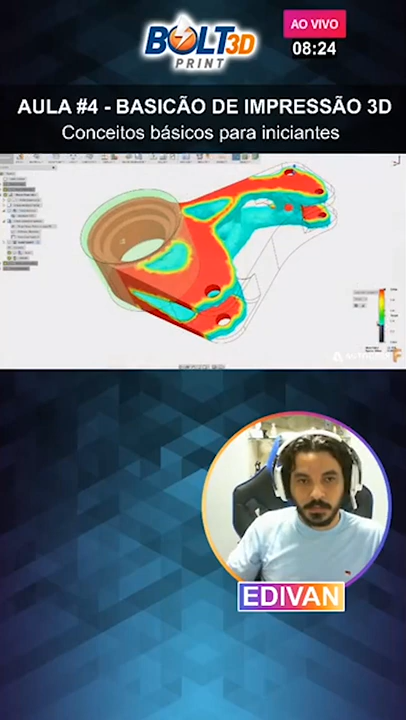 BOLT3D
PRINT
AO VIVO
08:24
AULA #4 - BASICÃO DE IMPRESSÃO 3D
Conceitos básicos para iniciantes
EDIVAN